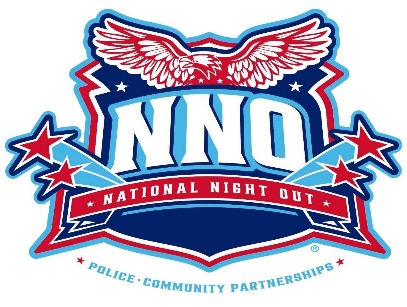 NNO
NATIONAL NIGHT OUT
®
POLICE · COMMUNITY PARTNERSHIPS